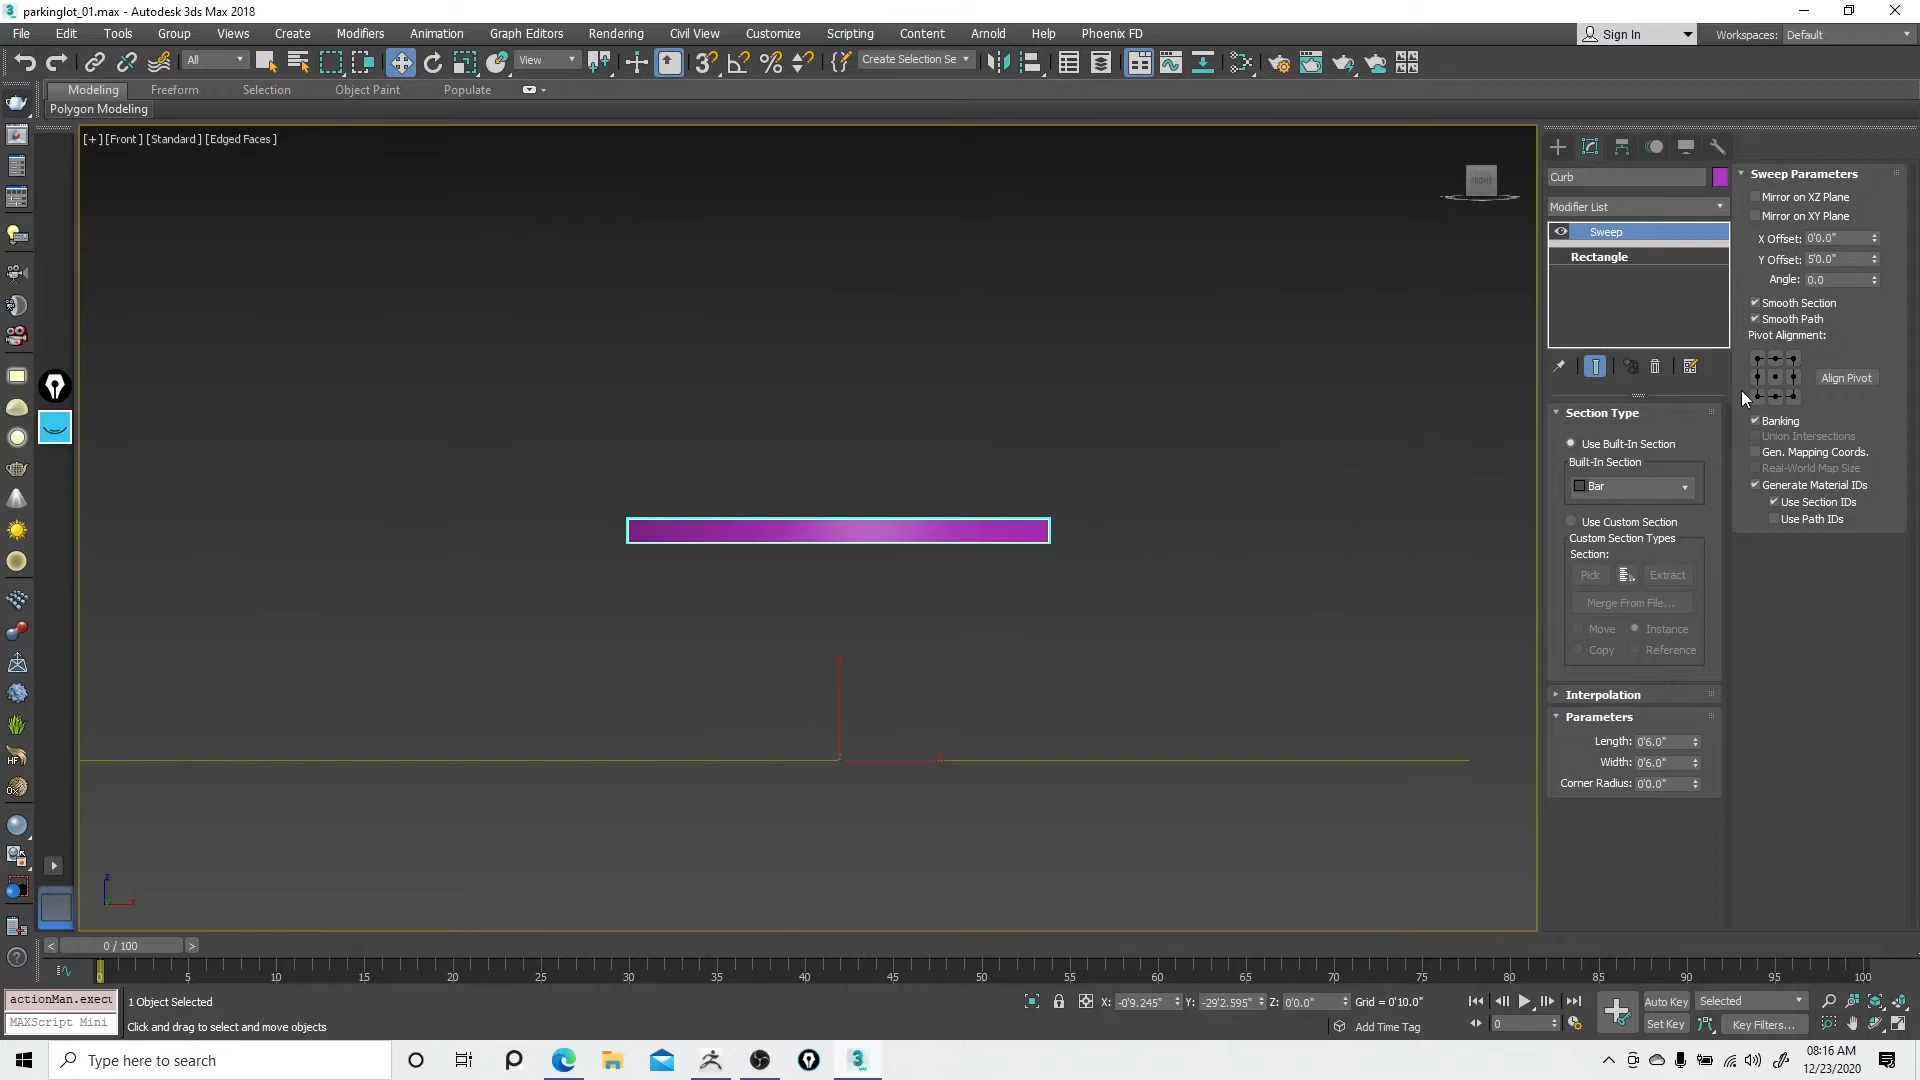 parkinglot_01.max - Autodesk 3ds Max 2018
File Edit Tools Group Views Create Modifiers Animation Graph Editors Rendering Civil View Customize Scripting Content Arnold Help Phoenix FD
Sign In Workspaces: Default
All View Create Selection Se
Modeling Freeform Selection Object Paint Populate
Polygon Modeling
[+] [Front] [Standard] [Edged Faces]
FRONT
Curb
Modifier List
Sweep
Rectangle
Section Type
Use Built-In Section
Built-In Section
Bar
Use Custom Section
Custom Section Types
Section:
Pick Extract
Merge From File...
Move Instance
Copy Reference
Interpolation
Parameters
Length: 0'6.0"
Width: 0'6.0"
Corner Radius: 0'0.0"
Sweep Parameters
Mirror on XZ Plane
Mirror on XY Plane
X Offset: 0'0.0"
Y Offset: 5'0.0"
Angle: 0.0
Smooth Section
Smooth Path
Pivot Alignment:
Align Pivot
Banking
Union Intersections
Gen. Mapping Coords.
Real-World Map Size
Generate Material IDs
Use Section IDs
Use Path IDs
z x
< 0 / 100 >
0 5 10 15 20 25 30 35 40 45 50 55 60 65 70 75 80 85 90 95 100
actionMan.execu
MAXScript Mini
1 Object Selected
Click and drag to select and move objects
X: -0'9.245" Y: -29'2.595" Z: 0'0.0" Grid = 0'10.0"
Add Time Tag
0
Auto Key Selected
Set Key Key Filters...
Type here to search
08:16 AM
12/23/2020